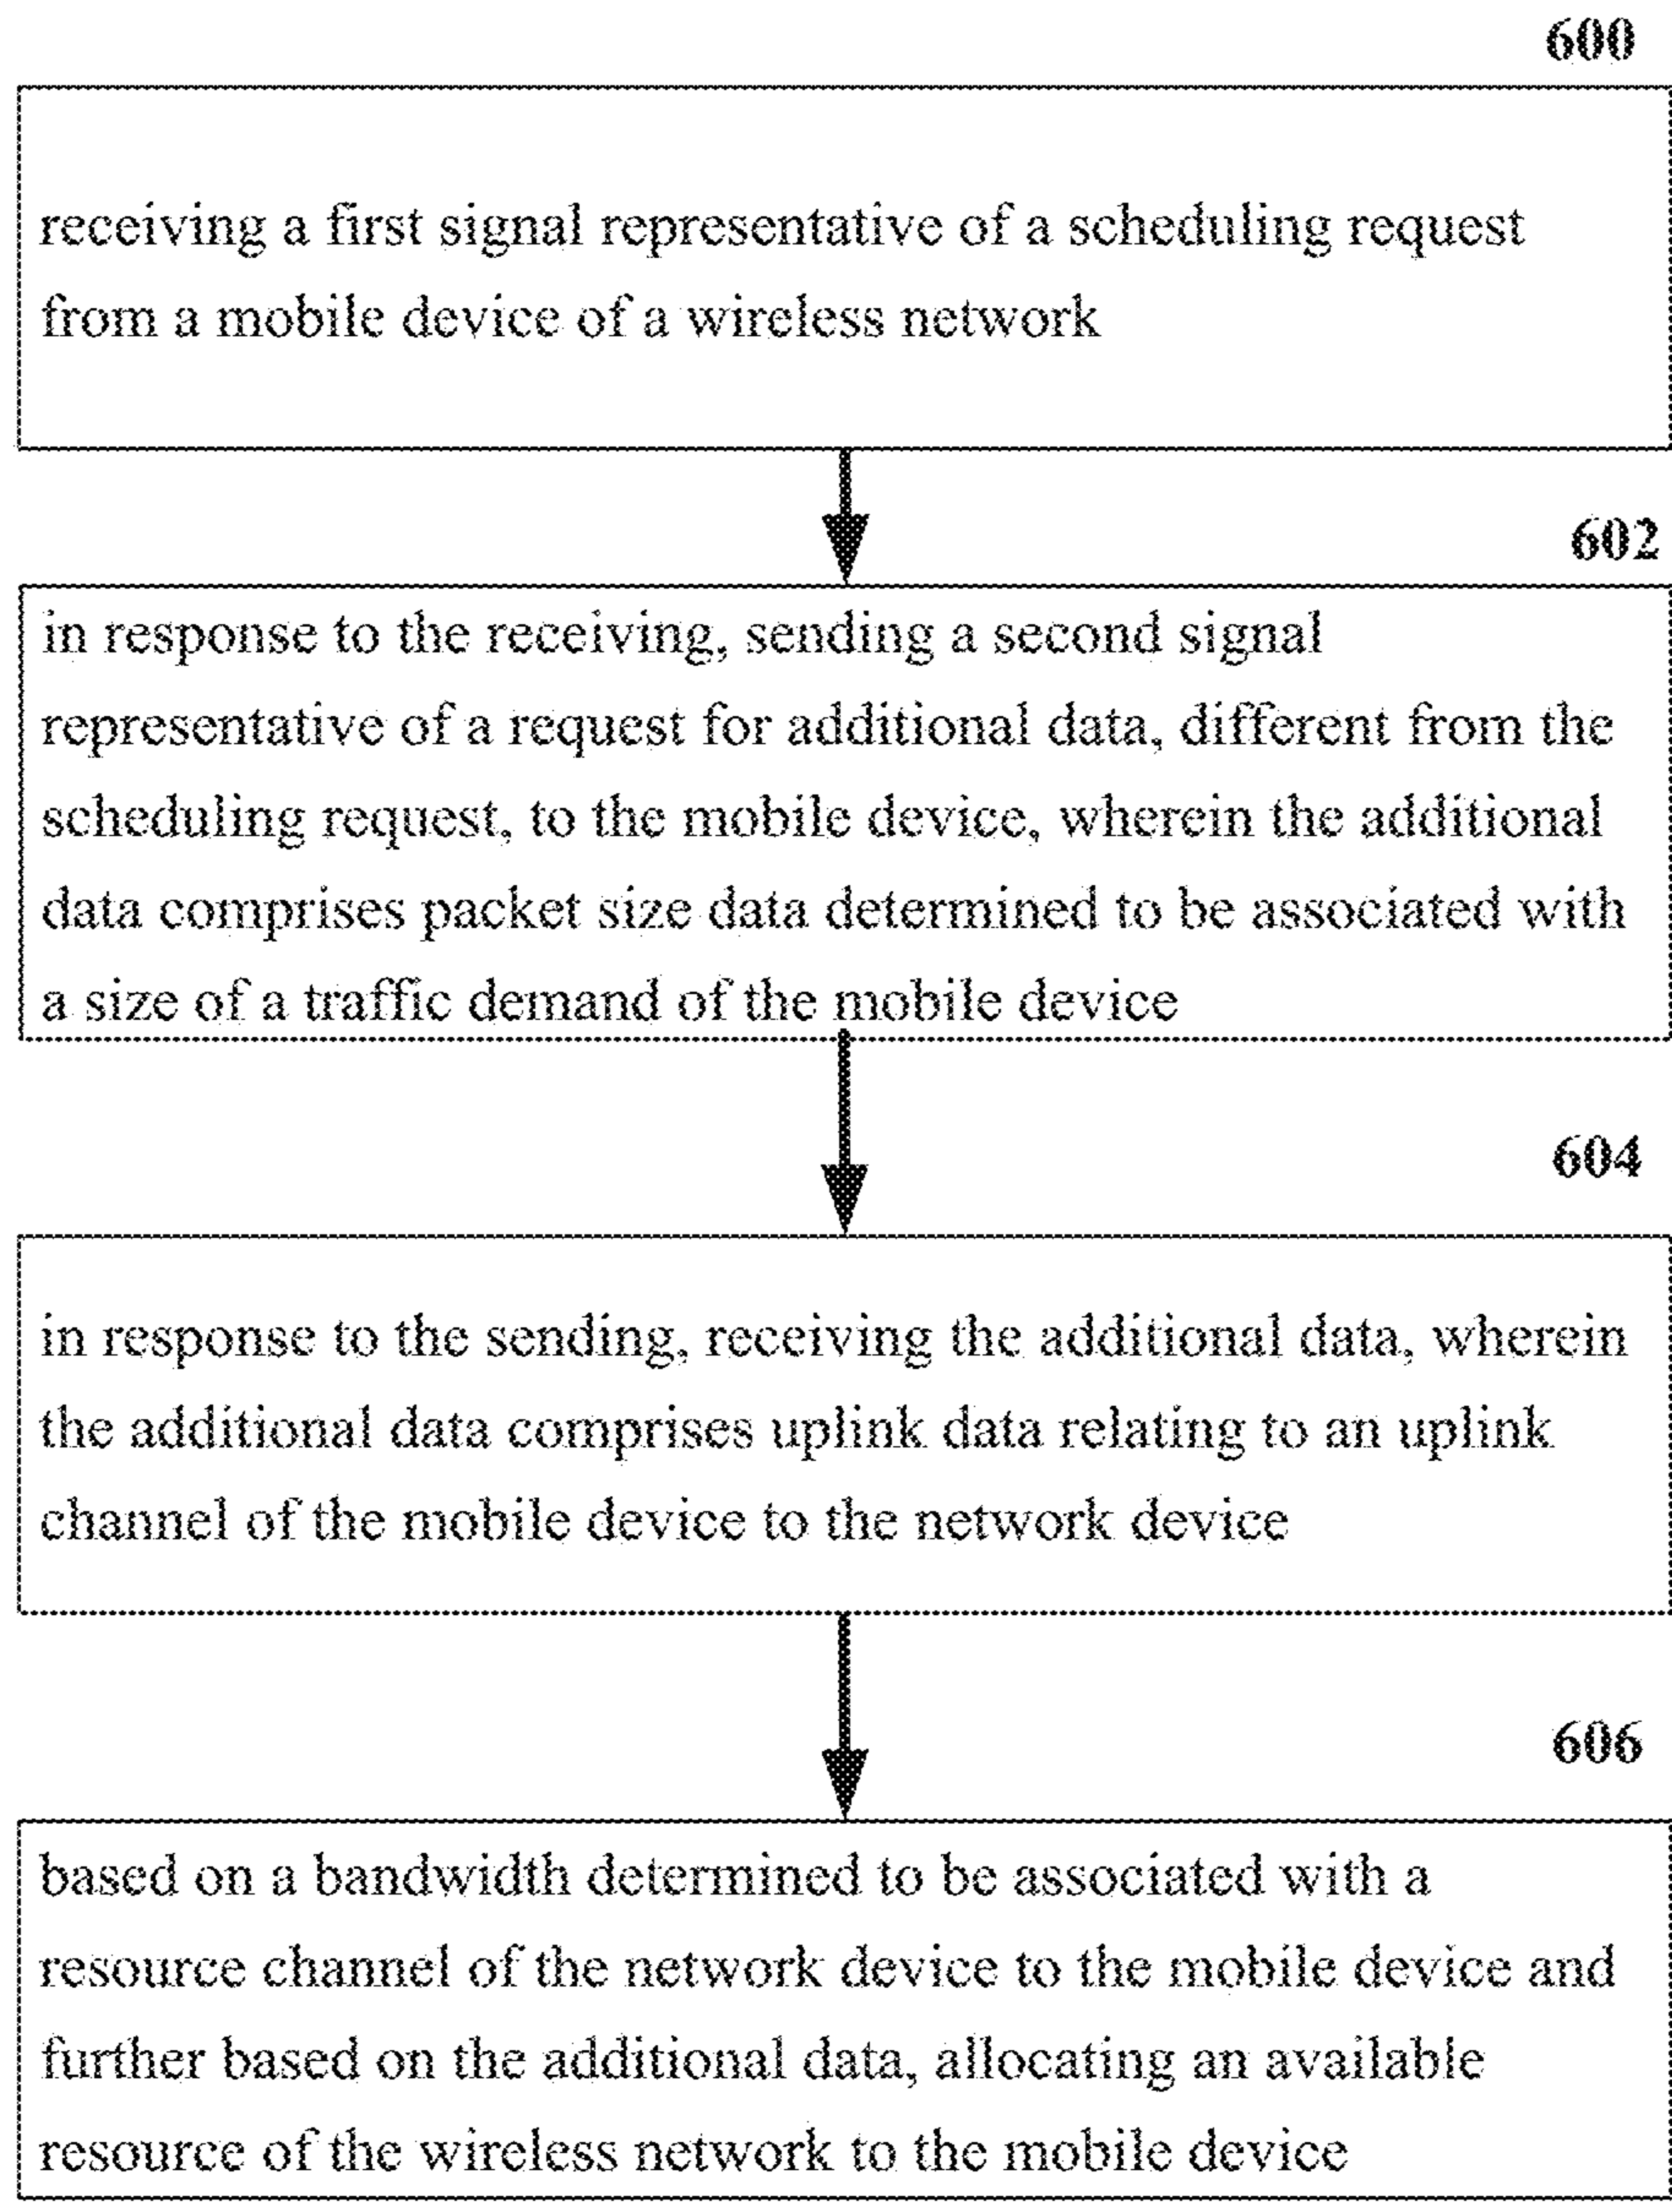 600
receiving a first signal representative of a scheduling request
from a mobile device of a wireless network
602
in response to the receiving, sending a second signal
representative of a request for additional data, different from the
scheduling request, to the mobile device, wherein the additional
data comprises packet size data determined to be associated with
a size of a traffic demand of the mobile device
604
in response to the sending, receiving the additional data, wherein
the additional data comprises uplink data relating to an uplink
channel of the mobile device to the network device
606
based on a bandwidth determined to be associated with a
resource channel of the network device to the mobile device and
further based on the additional data, allocating an available
resource of the wireless network to the mobile device